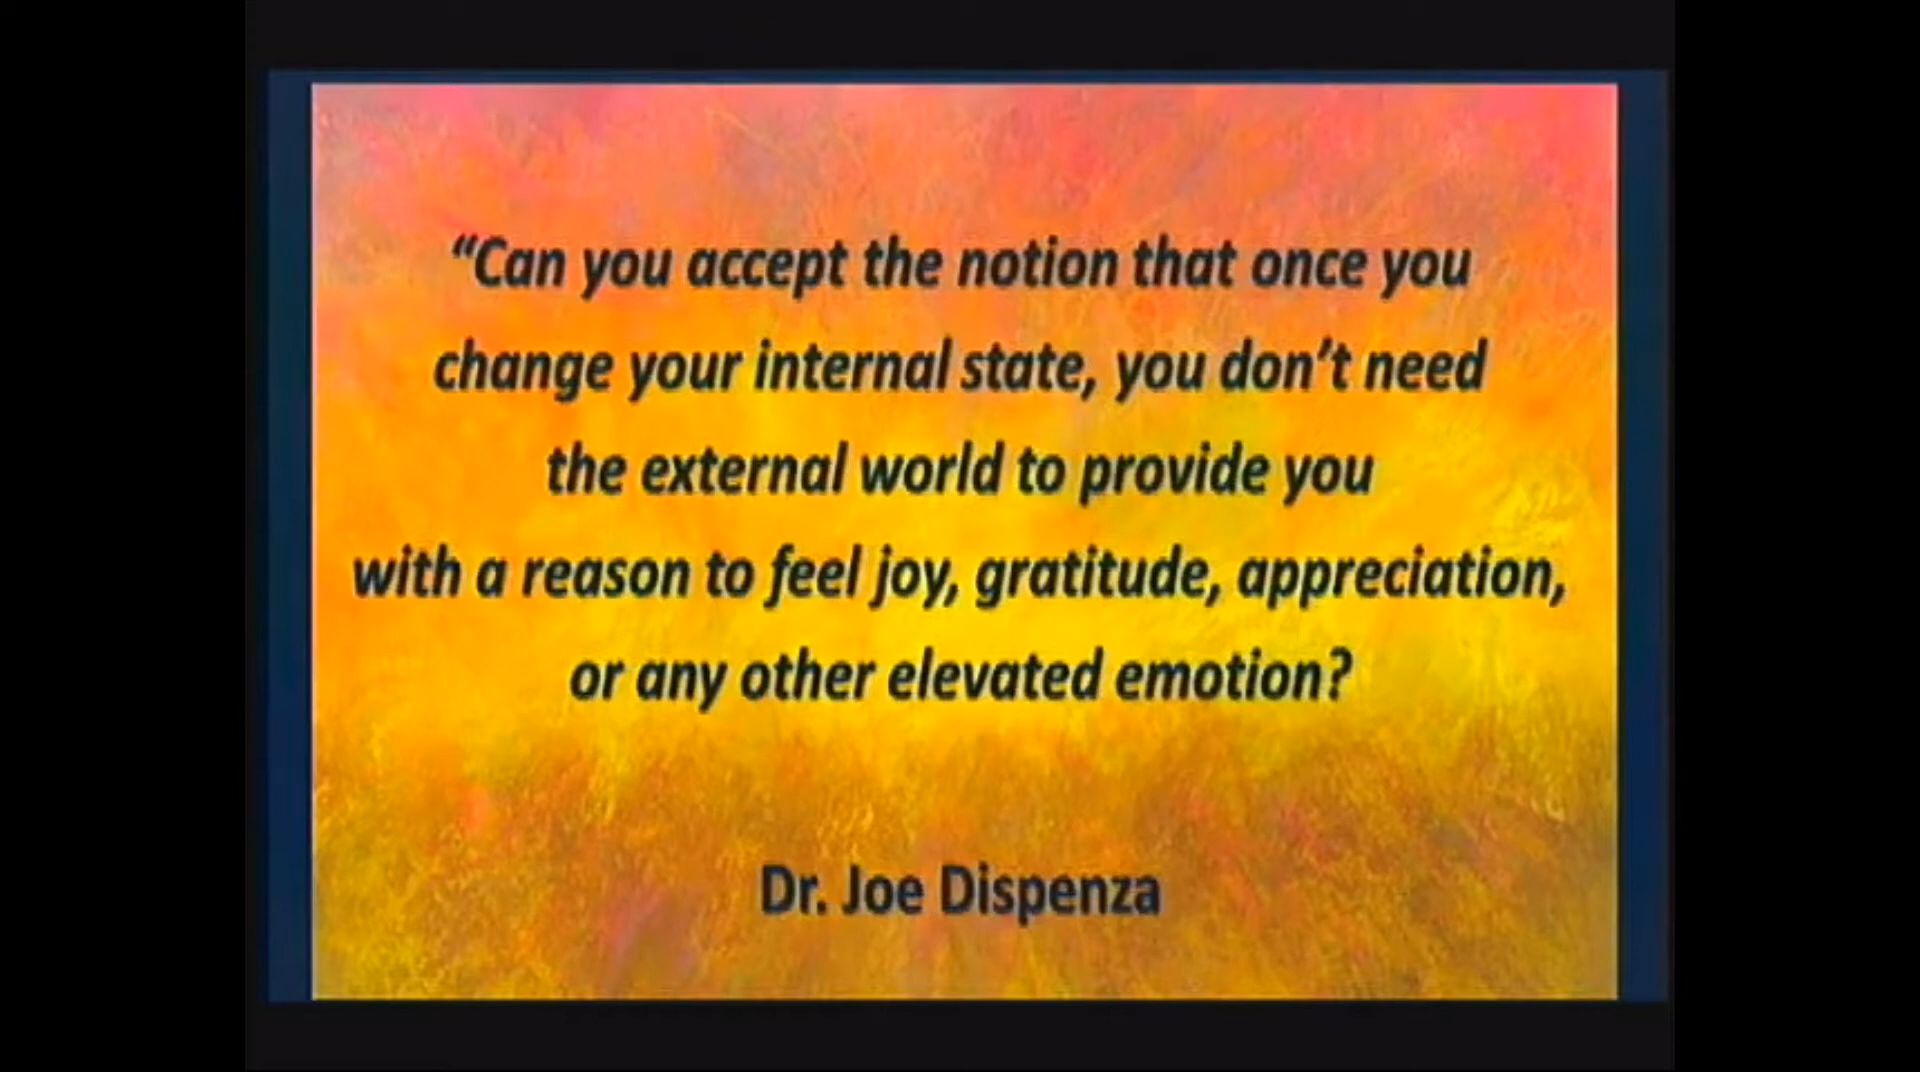 “Can you accept the notion that once you
change your internal state, you don’t need
the external world to provide you
with a reason to feel joy, gratitude, appreciation,
or any other elevated emotion?
Dr. Joe Dispenza